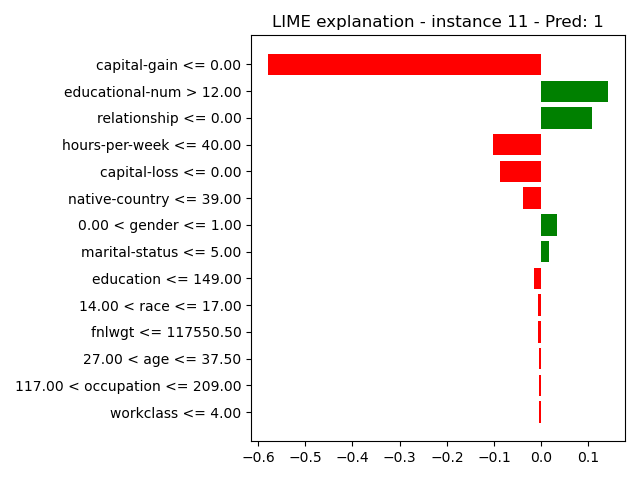 LIME explanation - instance 11 - Pred: 1
capital-gain <= 0.00
educational-num > 12.00
relationship <= 0.00
hours-per-week <= 40.00
capital-loss <= 0.00
native-country <= 39.00
0.00 < gender <= 1.00
marital-status <= 5.00
education <= 149.00
14.00 < race <= 17.00
fnlwgt <= 117550.50
27.00 < age <= 37.50
117.00 < occupation <= 209.00
workclass <= 4.00
−0.6 −0.5 −0.4 −0.3 −0.2 −0.1 0.0 0.1